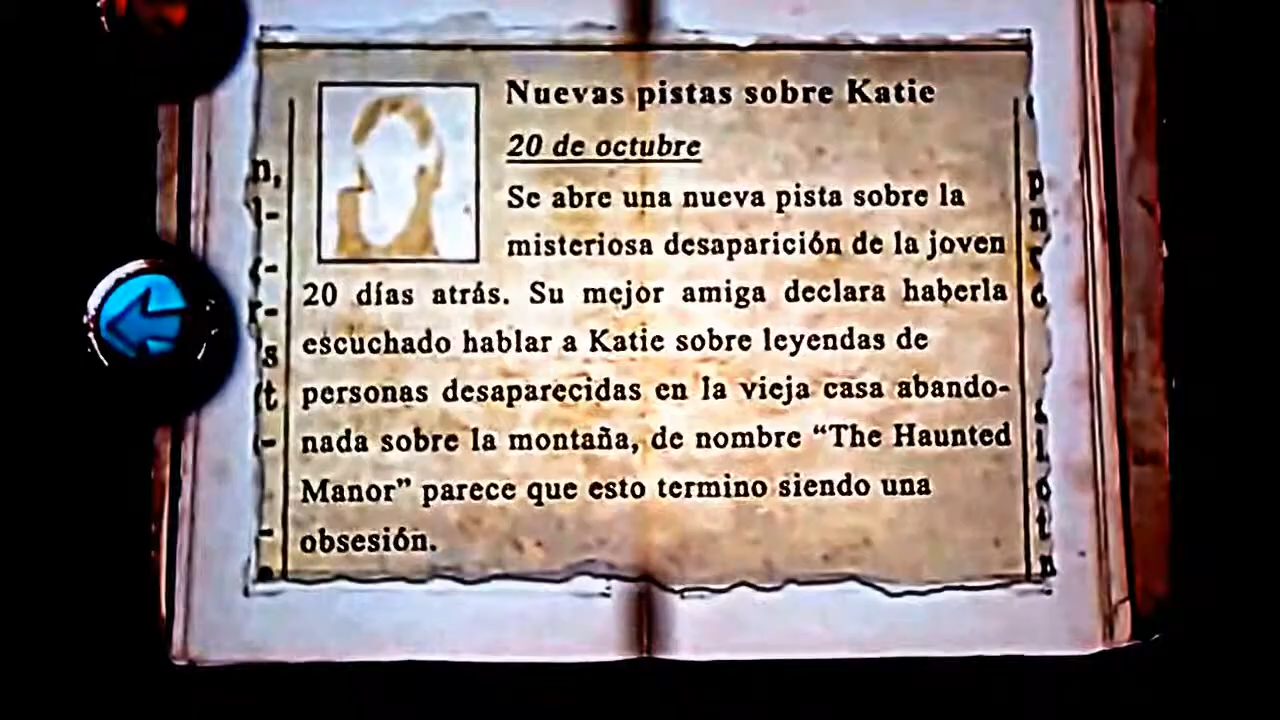 Nuevas pistas sobre Katie
20 de octubre
Se abre una nueva pista sobre la
misteriosa desaparición de la joven
20 días atrás. Su mejor amiga declara haberla
escuchado hablar a Katie sobre leyendas de
personas desaparecidas en la vieja casa abando-
nada sobre la montaña, de nombre “The Haunted
Manor” parece que esto termino siendo una
obsesión.